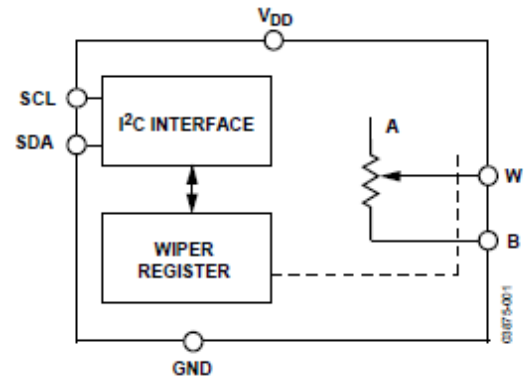 VDD
SCL
SDA
I²C INTERFACE
A
W
WIPER
REGISTER
B
GND
03875-001